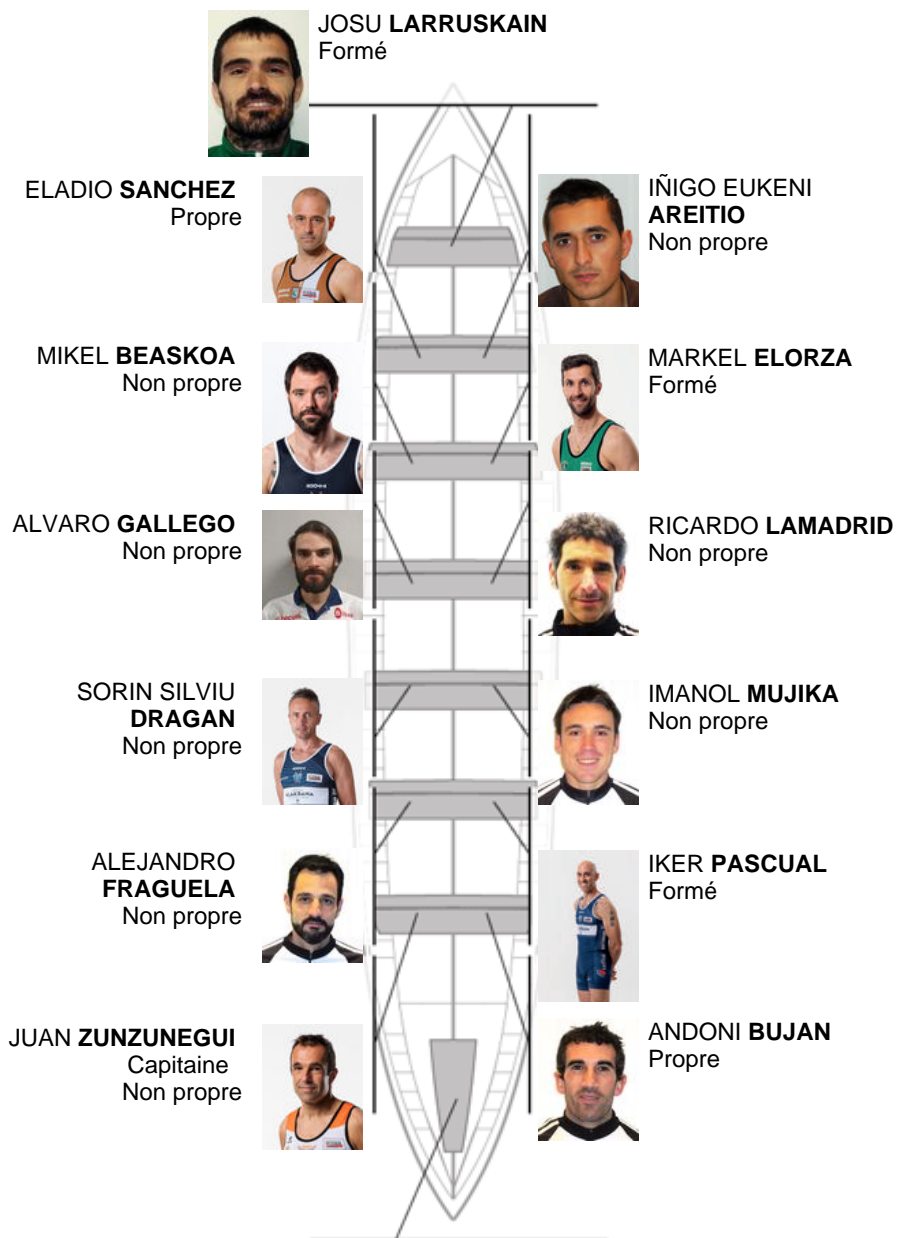 JOSU LARRUSKAIN
Formé
ELADIO SANCHEZ
Propre
IÑIGO EUKENI
AREITIO
Non propre
MIKEL BEASKOA
Non propre
MARKEL ELORZA
Formé
ALVARO GALLEGO
Non propre
RICARDO LAMADRID
Non propre
SORIN SILVIU
DRAGAN
Non propre
IMANOL MUJIKA
Non propre
ALEJANDRO
FRAGUELA
Non propre
IKER PASCUAL
Formé
JUAN ZUNZUNEGUI
Capitaine
Non propre
ANDONI BUJAN
Propre